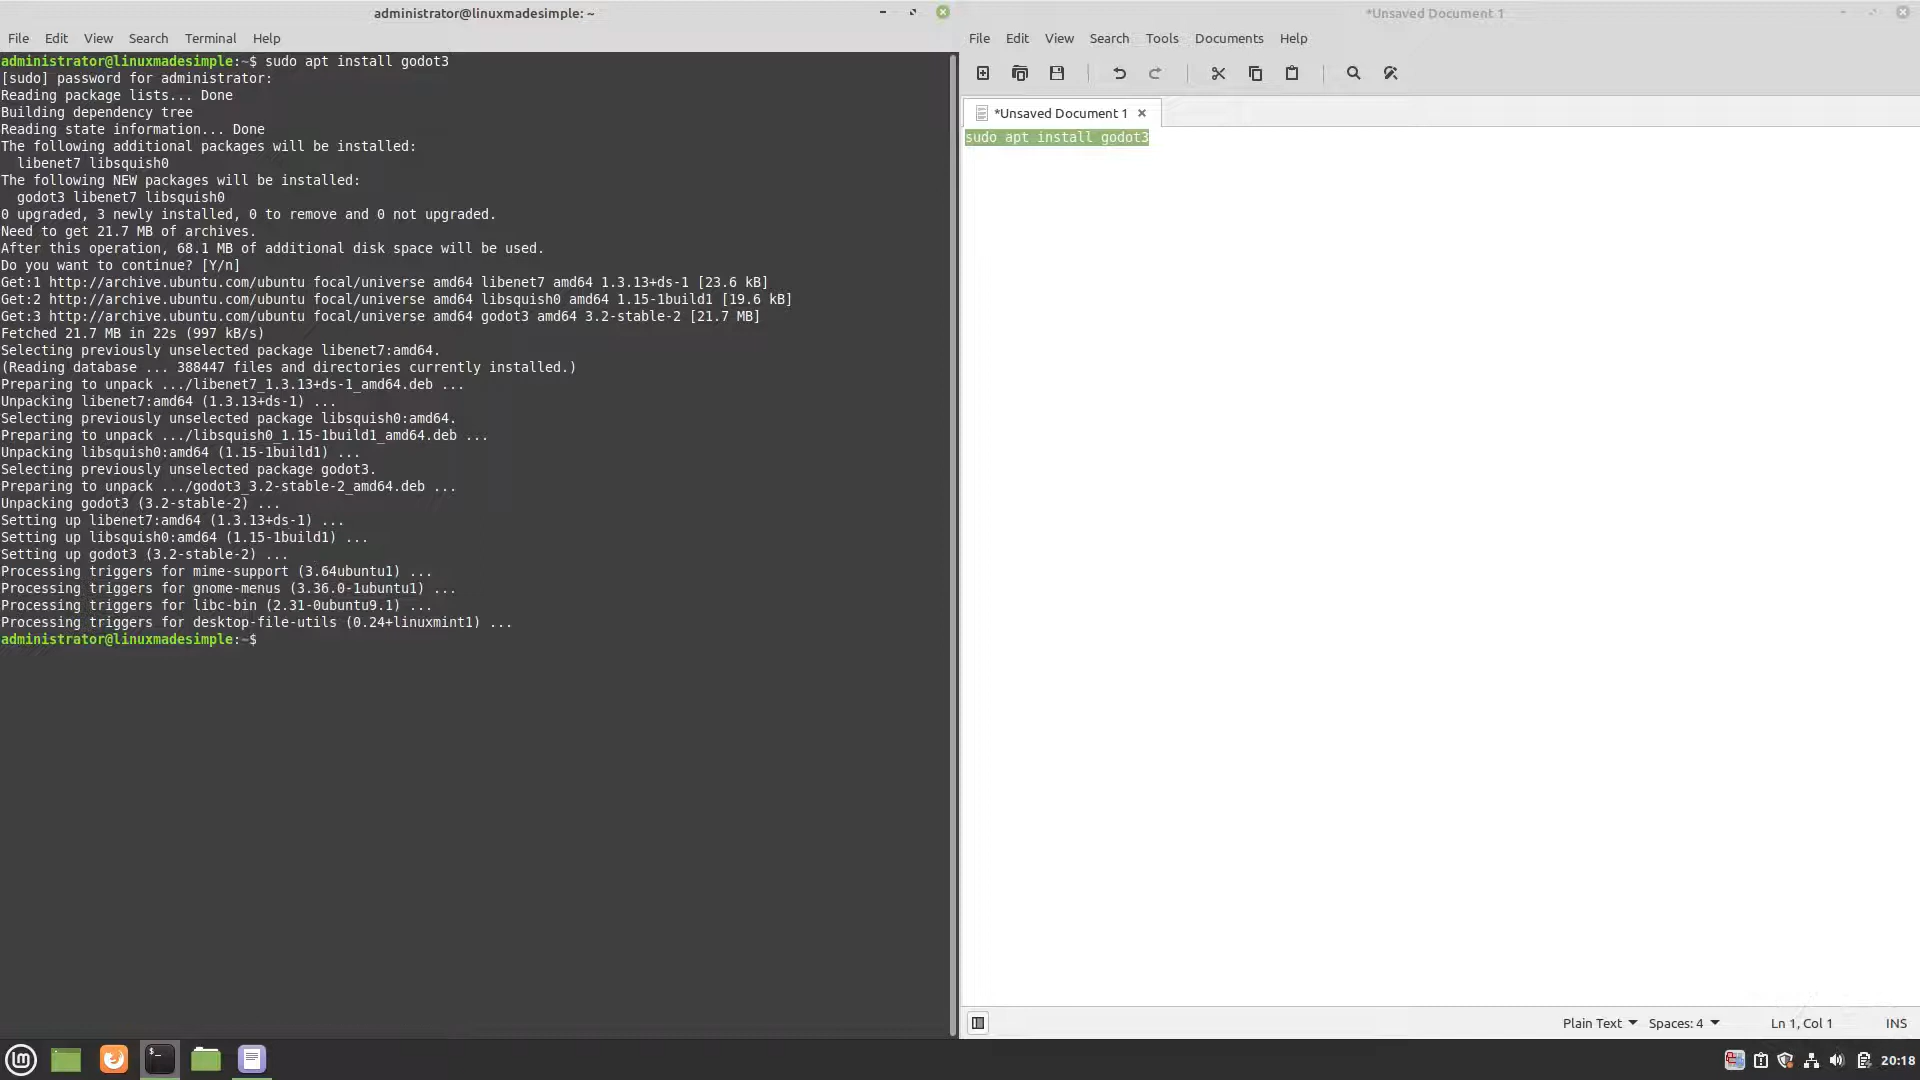 administrator@linuxmadesimple: ~
File Edit View Search Terminal Help
administrator@linuxmadesimple:~$ sudo apt install godot3
[sudo] password for administrator:
Reading package lists... Done
Building dependency tree
Reading state information... Done
The following additional packages will be installed:
  libenet7 libsquish0
The following NEW packages will be installed:
  godot3 libenet7 libsquish0
0 upgraded, 3 newly installed, 0 to remove and 0 not upgraded.
Need to get 21.7 MB of archives.
After this operation, 68.1 MB of additional disk space will be used.
Do you want to continue? [Y/n]
Get:1 http://archive.ubuntu.com/ubuntu focal/universe amd64 libenet7 amd64 1.3.13+ds-1 [23.6 kB]
Get:2 http://archive.ubuntu.com/ubuntu focal/universe amd64 libsquish0 amd64 1.15-1build1 [19.6 kB]
Get:3 http://archive.ubuntu.com/ubuntu focal/universe amd64 godot3 amd64 3.2-stable-2 [21.7 MB]
Fetched 21.7 MB in 22s (997 kB/s)
Selecting previously unselected package libenet7:amd64.
(Reading database ... 388447 files and directories currently installed.)
Preparing to unpack .../libenet7_1.3.13+ds-1_amd64.deb ...
Unpacking libenet7:amd64 (1.3.13+ds-1) ...
Selecting previously unselected package libsquish0:amd64.
Preparing to unpack .../libsquish0_1.15-1build1_amd64.deb ...
Unpacking libsquish0:amd64 (1.15-1build1) ...
Selecting previously unselected package godot3.
Preparing to unpack .../godot3_3.2-stable-2_amd64.deb ...
Unpacking godot3 (3.2-stable-2) ...
Setting up libenet7:amd64 (1.3.13+ds-1) ...
Setting up libsquish0:amd64 (1.15-1build1) ...
Setting up godot3 (3.2-stable-2) ...
Processing triggers for mime-support (3.64ubuntu1) ...
Processing triggers for gnome-menus (3.36.0-1ubuntu1) ...
Processing triggers for libc-bin (2.31-0ubuntu9.1) ...
Processing triggers for desktop-file-utils (0.24+linuxmint1) ...
administrator@linuxmadesimple:~$
*Unsaved Document 1
File Edit View Search Tools Documents Help
*Unsaved Document 1
sudo apt install godot3
Plain Text Spaces: 4 Ln 1, Col 1 INS
20:18